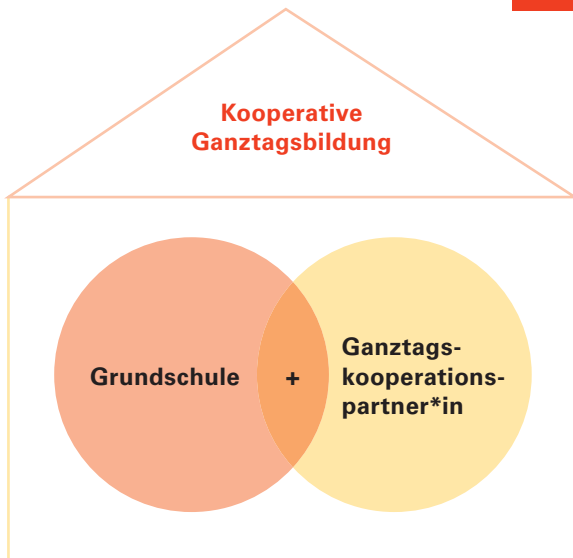 Kooperative
Ganztagsbildung
Grundschule
+
Ganztags-
kooperations-
partner*in